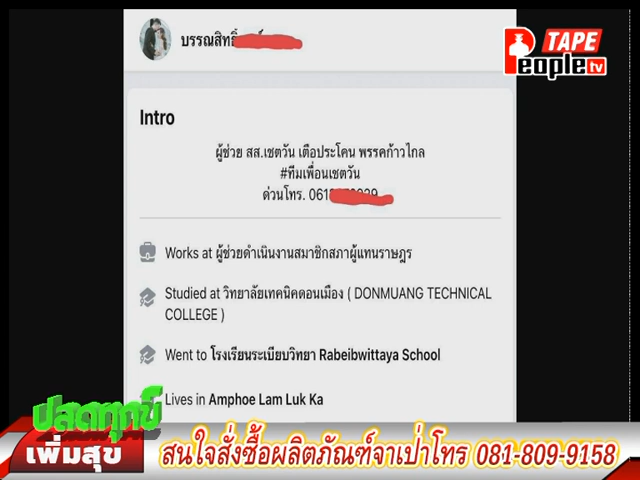 บรรณสิทธิ์
TAPE
People tv
Intro
ผู้ช่วย สส.เชตวัน เตือประโคน พรรคก้าวไกล
#ทีมเพื่อนเชตวัน
ด่วนโทร. 061
Works at ผู้ช่วยดำเนินงานสมาชิกสภาผู้แทนราษฎร
Studied at วิทยาลัยเทคนิคดอนเมือง ( DONMUANG TECHNICAL
COLLEGE )
Went to โรงเรียนระเบียบวิทยา Rabeibwittaya School
Lives in Amphoe Lam Luk Ka
ปลดทุกข์
เพิ่มสุข
สนใจสั่งซื้อผลิตภัณฑ์จาเป่าโทร 081-809-9158